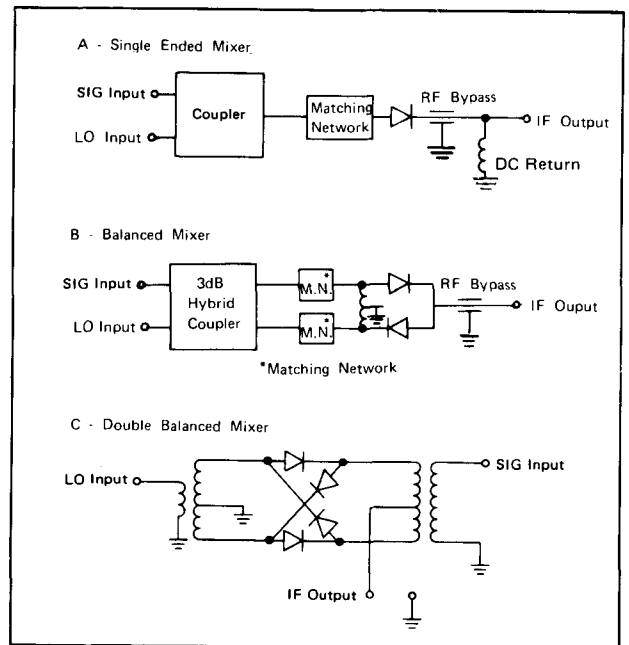 A - Single Ended Mixer
SIG Input
LO Input
Coupler
Matching
Network
RF Bypass
IF Output
DC Return
B - Balanced Mixer
SIG Input
LO Input
3dB
Hybrid
Coupler
M.N.*
M.N.*
RF Bypass
IF Ouput
*Matching Network
C - Double Balanced Mixer
LO Input
SIG Input
IF Output